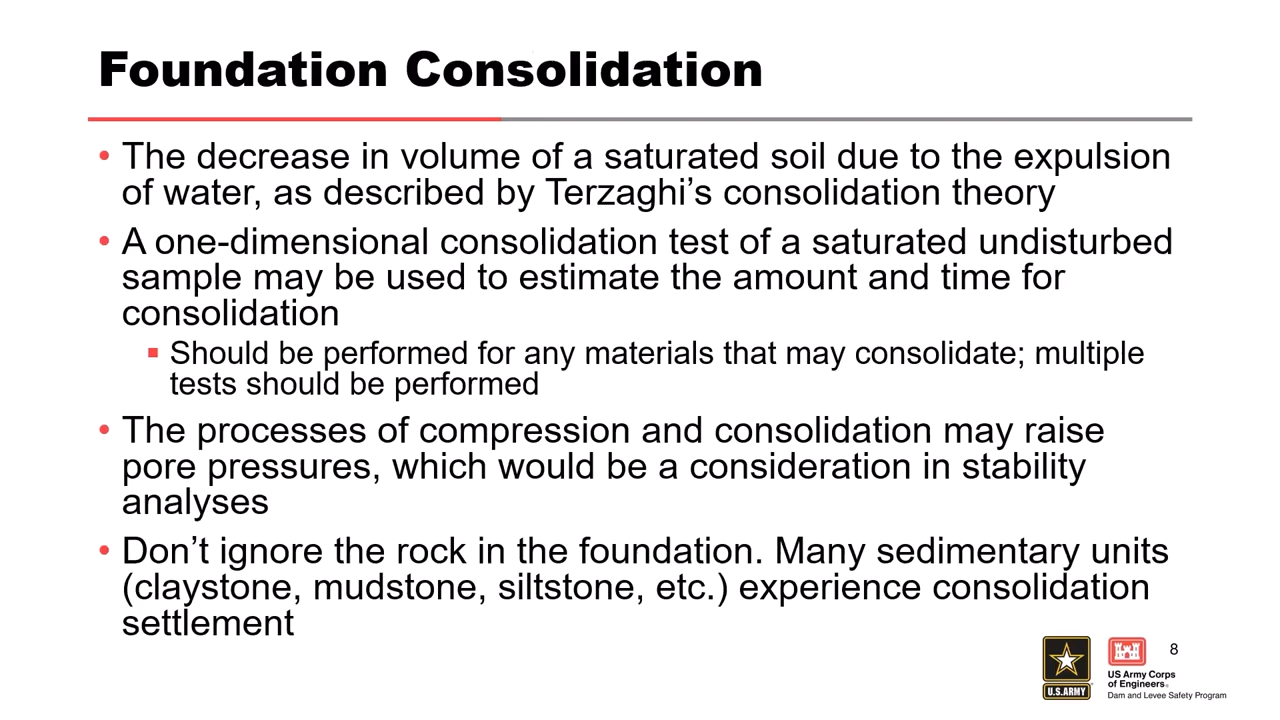 Foundation Consolidation
• The decrease in volume of a saturated soil due to the expulsion
of water, as described by Terzaghi’s consolidation theory
• A one-dimensional consolidation test of a saturated undisturbed
sample may be used to estimate the amount and time for
consolidation
▪ Should be performed for any materials that may consolidate; multiple
tests should be performed
• The processes of compression and consolidation may raise
pore pressures, which would be a consideration in stability
analyses
• Don’t ignore the rock in the foundation. Many sedimentary units
(claystone, mudstone, siltstone, etc.) experience consolidation
settlement
8
U.S.ARMY
US Army Corps
of Engineers®
Dam and Levee Safety Program